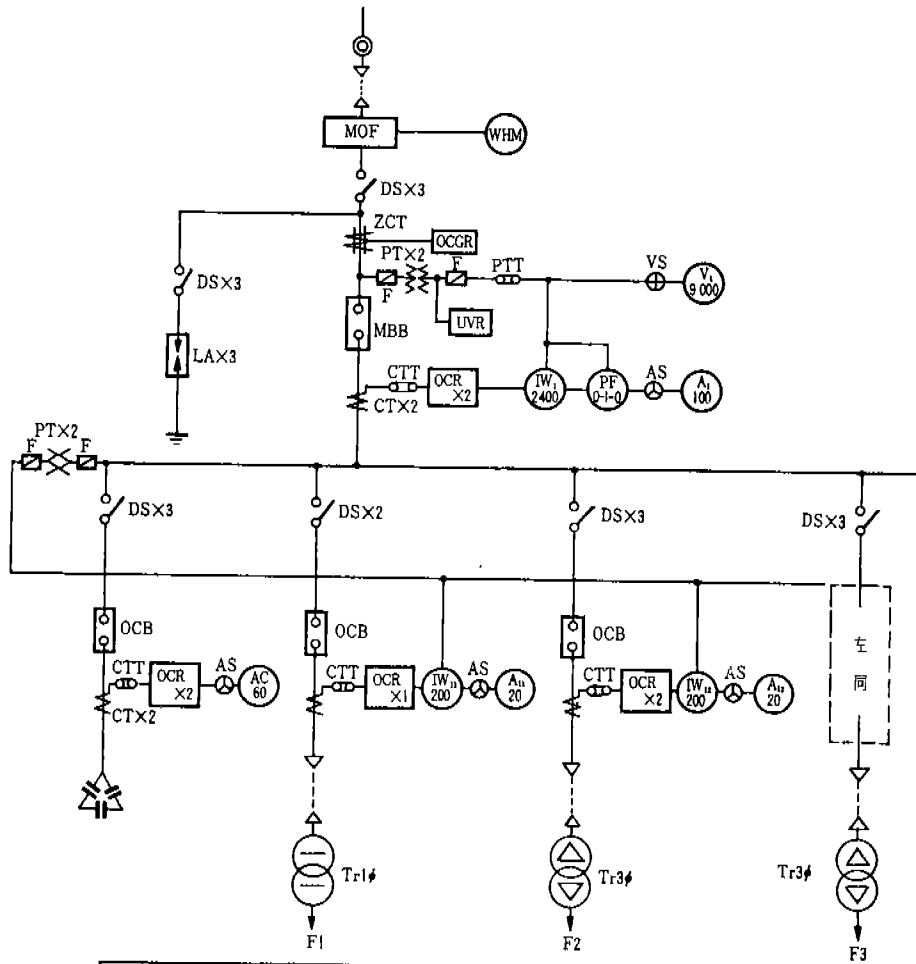 MOF
WHM
DS×3
ZCT
OCGR
PT×2
F
F
PTT
VS
V₁
9000
DS×3
UVR
MBB
LA×3
CTT
OCR
×2
IW₁
2400
PF
0-1-0
AS
A₁
100
CT×2
PT×2
F
F
DS×3
DS×2
DS×3
DS×3
OCB
CTT
OCR
×2
AS
AC
60
CT×2
OCB
CTT
OCR
×1
IW₁₁
200
AS
A₁₁
20
OCB
CTT
OCR
×2
IW₁₂
200
AS
A₁₂
20
左
同
Tr1φ
Tr3φ
Tr3φ
F1
F2
F3